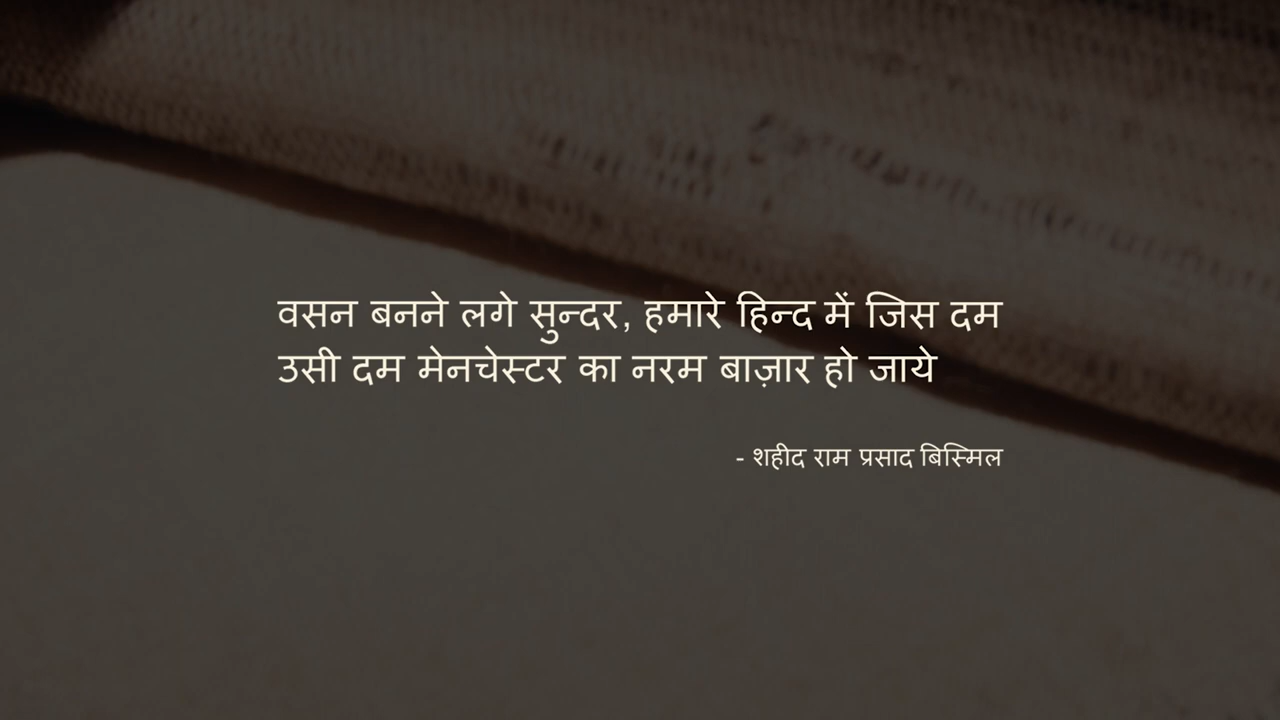 वसन बनने लगे सुन्दर, हमारे हिन्द में जिस दम
उसी दम मेनचेस्टर का नरम बाज़ार हो जाये
- शहीद राम प्रसाद बिस्मिल